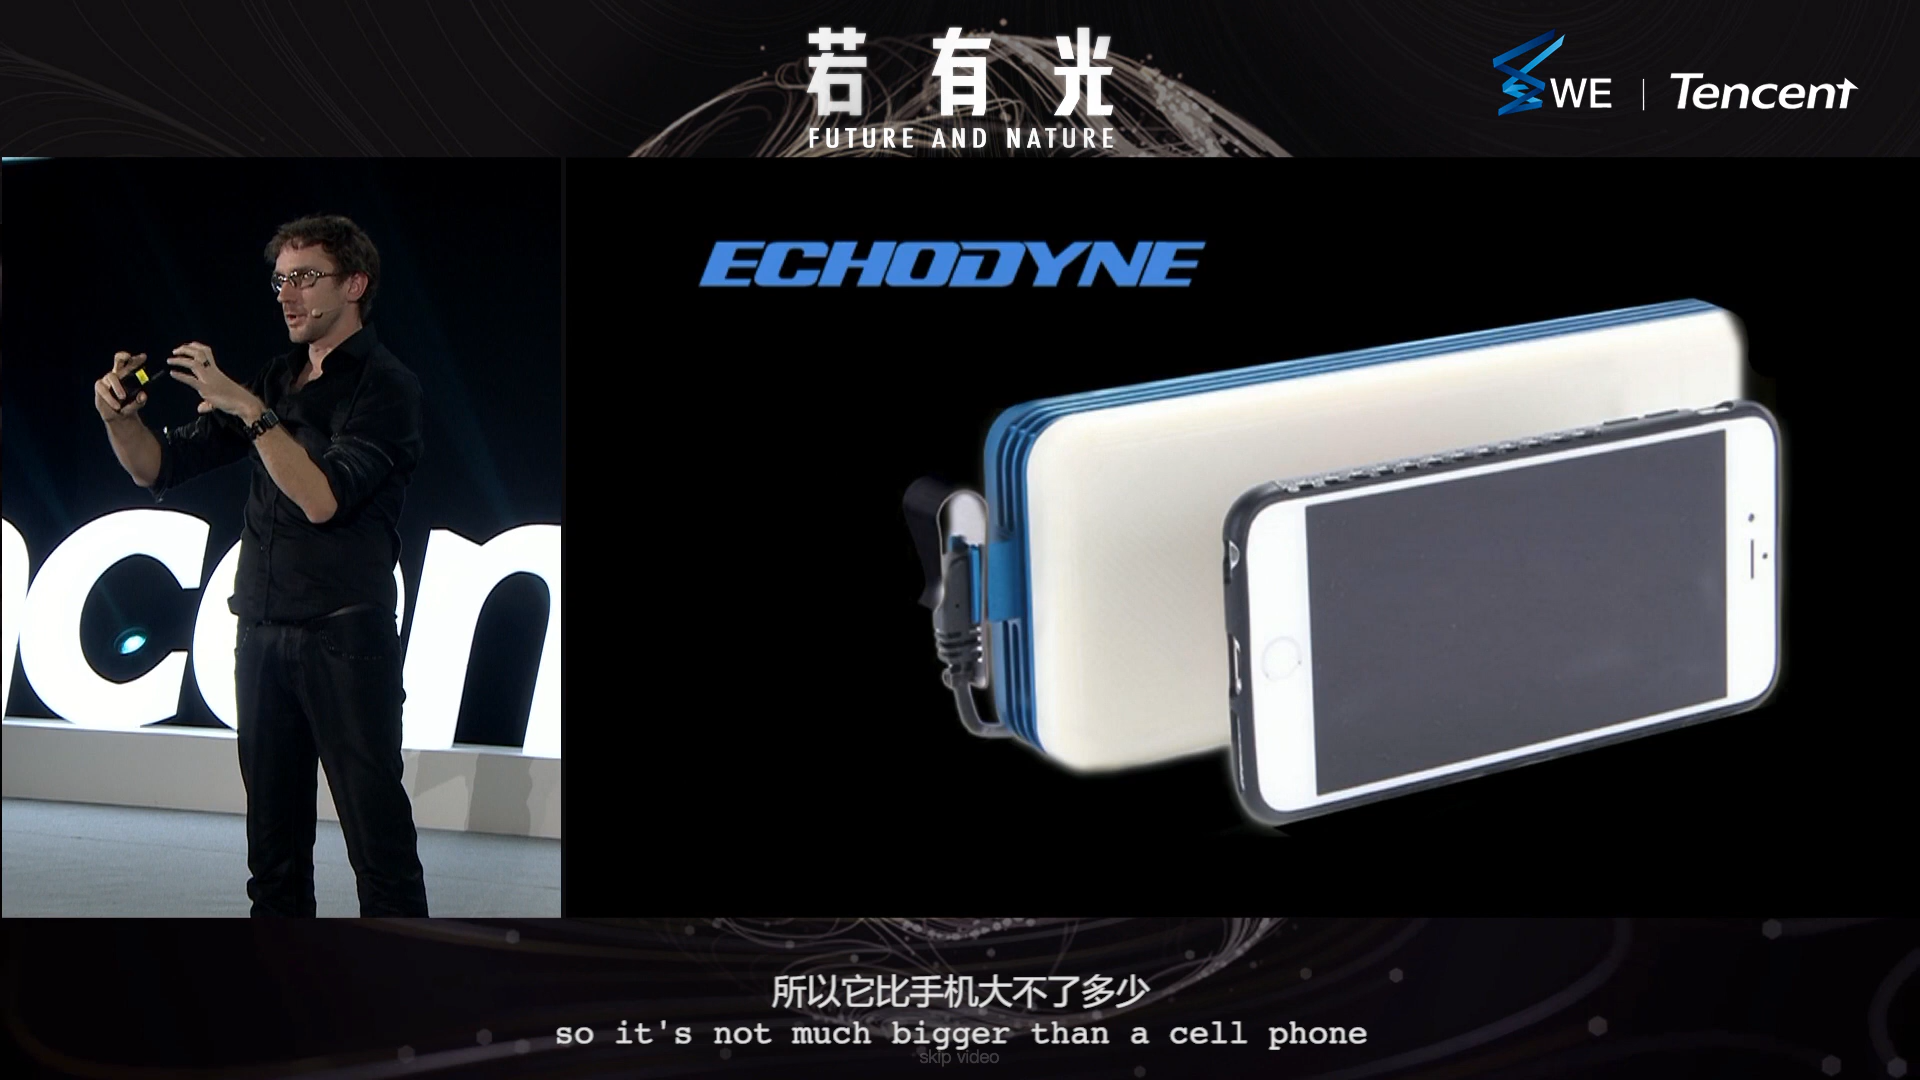 若有光
FUTURE AND NATURE
WE | Tencent
ECHODYNE
cen
所以它比手机大不了多少
so it's not much bigger than a cell phone
skip video